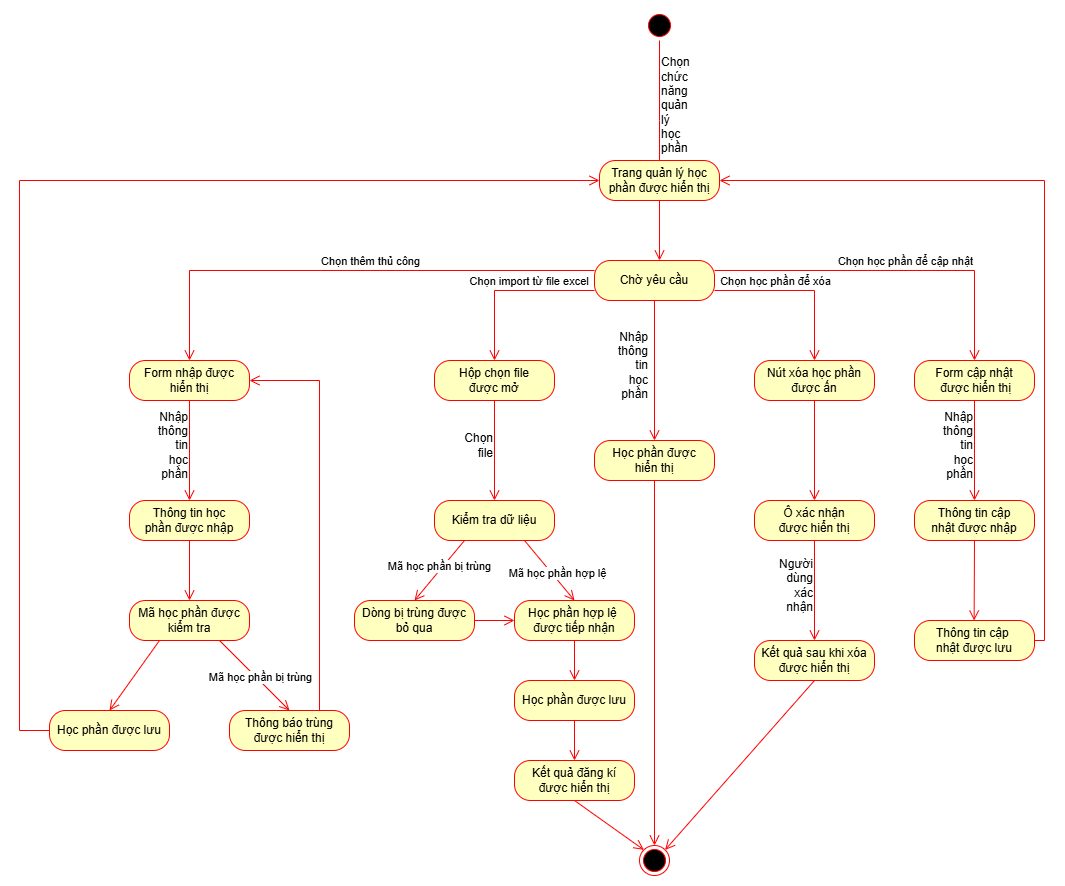 Chọn
chức
năng
quản
lý
học
phần
Trang quản lý học
phần được hiển thị
Chọn thêm thủ công
Chọn học phần để cập nhật
Chọn import từ file excel
Chờ yêu cầu
Chọn học phần để xóa
Nhập
thông
tin
học
phần
Form nhập được
hiển thị
Hộp chọn file
được mở
Nút xóa học phần
được ấn
Form cập nhật
được hiển thị
Nhập
thông
tin
học
phần
Chọn
file
Học phần được
hiển thị
Nhập
thông
tin
học
phần
Thông tin học
phần được nhập
Kiểm tra dữ liệu
Ô xác nhận
được hiển thị
Thông tin cập
nhật được nhập
Mã học phần bị trùng
Mã học phần hợp lệ
Người
dùng
xác
nhận
Mã học phần được
kiểm tra
Dòng bị trùng được
bỏ qua
Học phần hợp lệ
được tiếp nhận
Thông tin cập
nhật được lưu
Kết quả sau khi xóa
được hiển thị
Mã học phần bị trùng
Học phần được lưu
Học phần được lưu
Thông báo trùng
được hiển thị
Kết quả đăng kí
được hiển thị